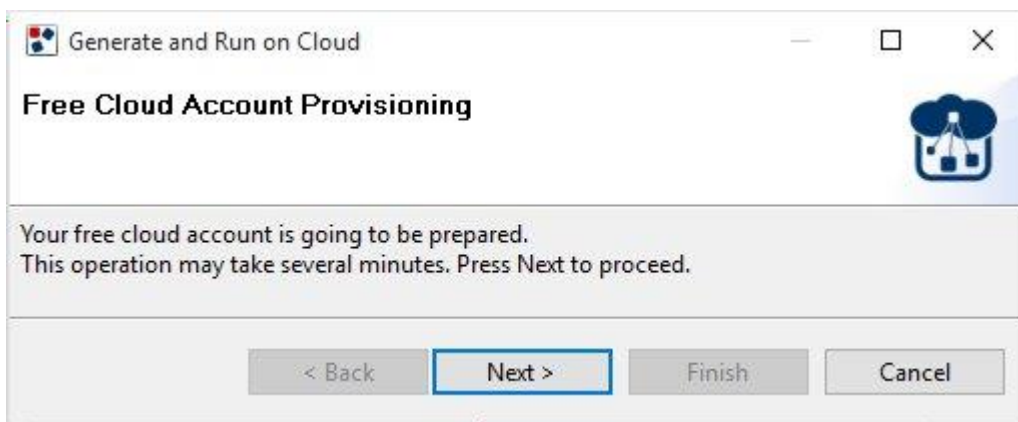 Generate and Run on Cloud
Free Cloud Account Provisioning
Your free cloud account is going to be prepared.
This operation may take several minutes. Press Next to proceed.
< Back Next > Finish Cancel